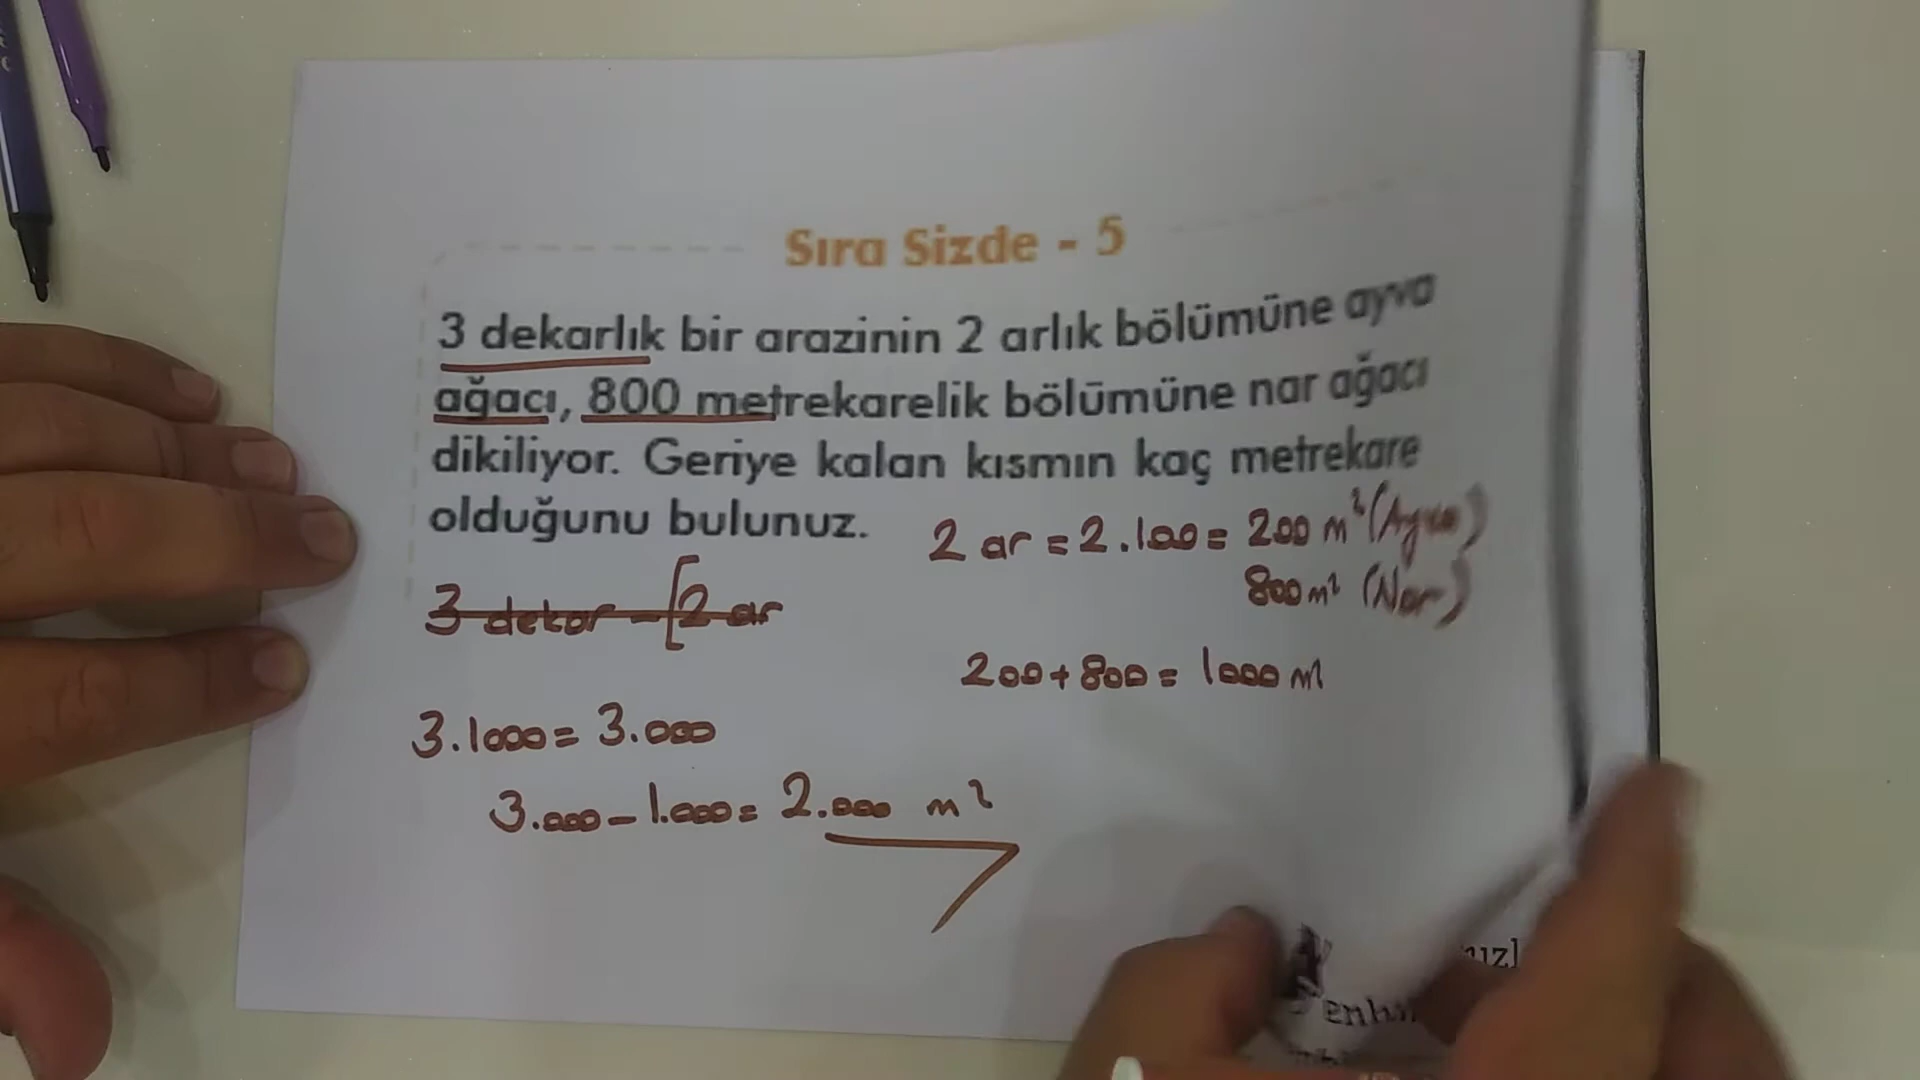 Sıra Sizde - 5
3 dekarlık bir arazinin 2 arlık bölümüne ayva
ağacı, 800 metrekarelik bölümüne nar ağacı
dikiliyor. Geriye kalan kısmın kaç metrekare
olduğunu bulunuz.
2 ar = 2.100 = 200 m² (Ayva)
800 m² (Nar)
3 dekar - [2 ar
200+800 = 1000 m
3.1000 = 3.000
3.000 - 1.000 = 2.000 m²